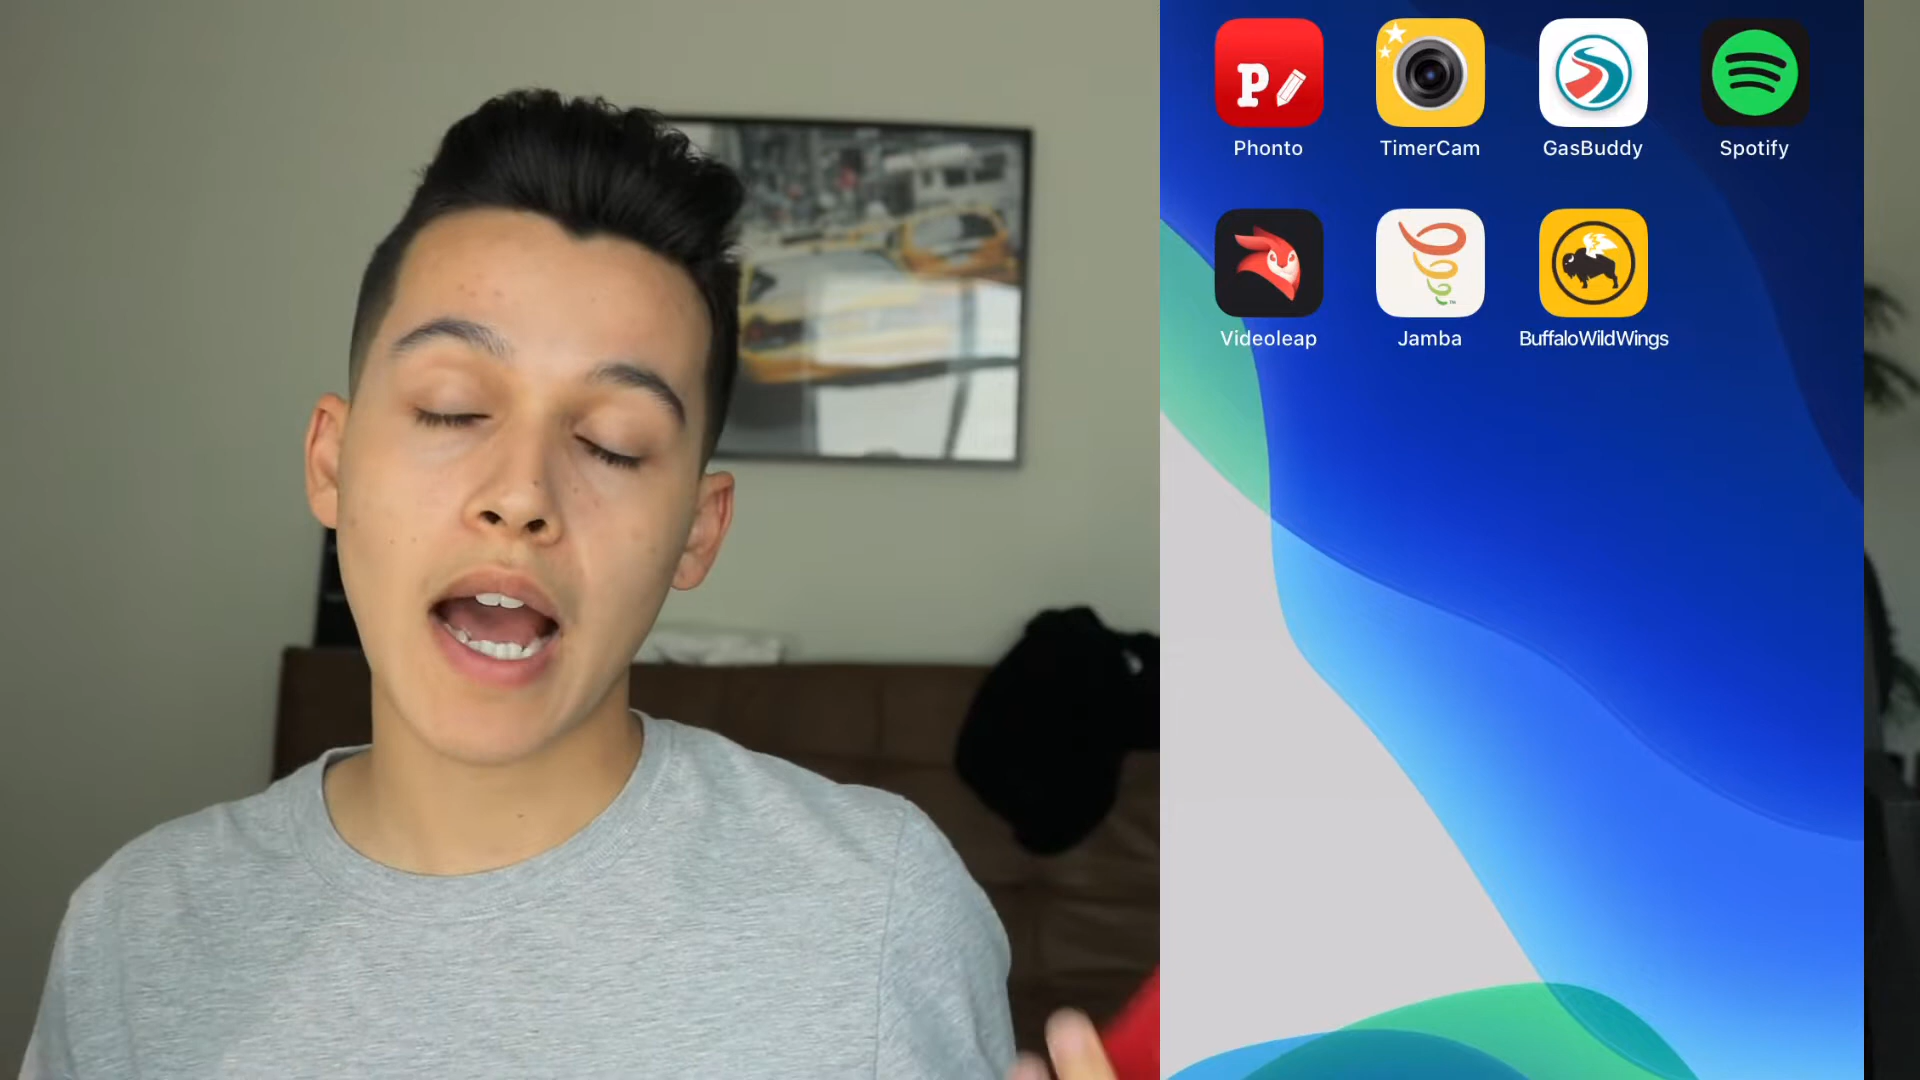 P
Phonto
TimerCam
GasBuddy
Spotify
Videoleap
Jamba
BuffaloWildWings